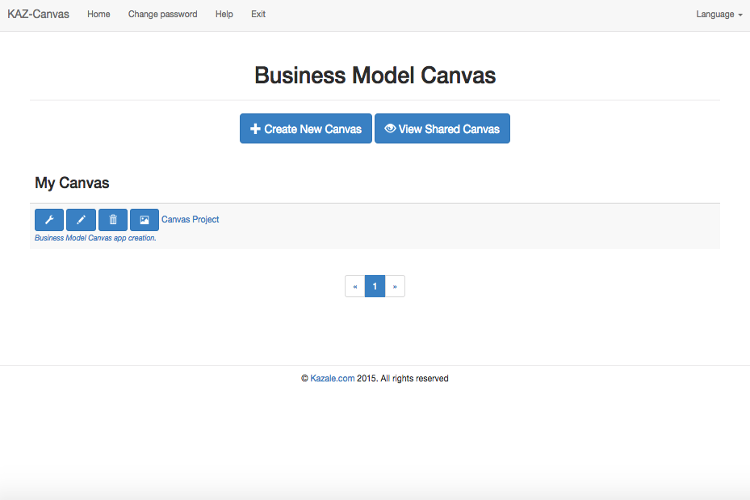 KAZ-Canvas Home Change password Help Exit Language
Business Model Canvas
Create New Canvas View Shared Canvas
My Canvas
Canvas Project
Business Model Canvas app creation.
« 1 »
© Kazale.com 2015. All rights reserved